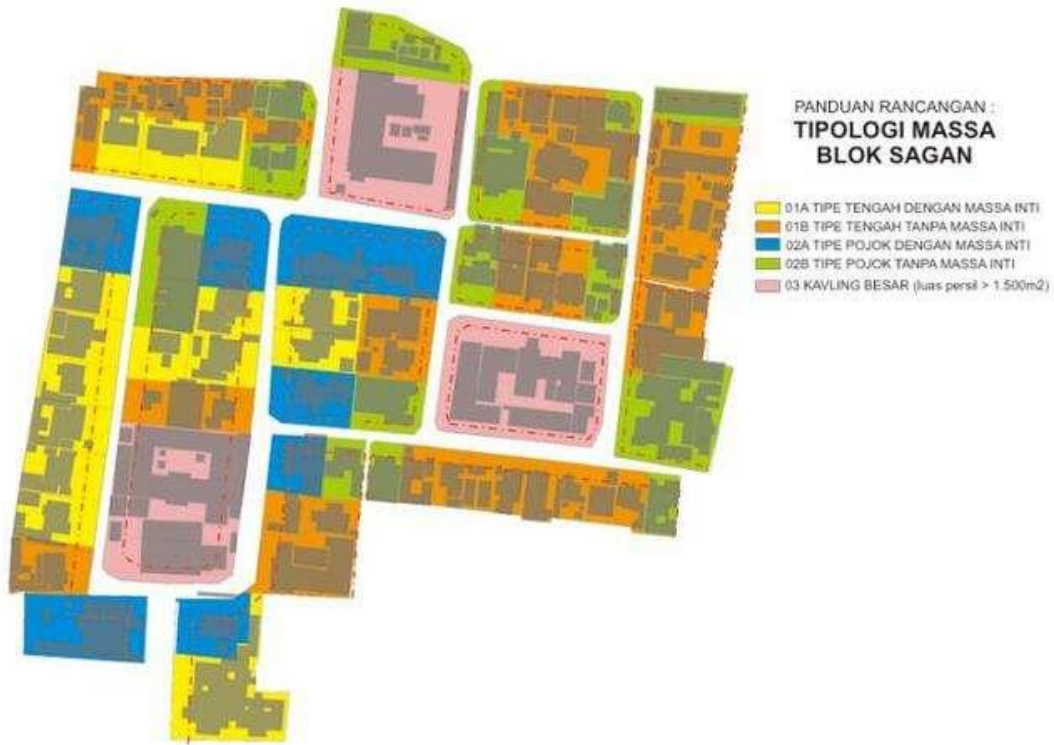 PANDUAN RANCANGAN :
TIPOLOGI MASSA
BLOK SAGAN
01A TIPE TENGAH DENGAN MASSA INTI
01B TIPE TENGAH TANPA MASSA INTI
02A TIPE POJOK DENGAN MASSA INTI
02B TIPE POJOK TANPA MASSA INTI
03 KAVLING BESAR (luas persil > 1.500m2)